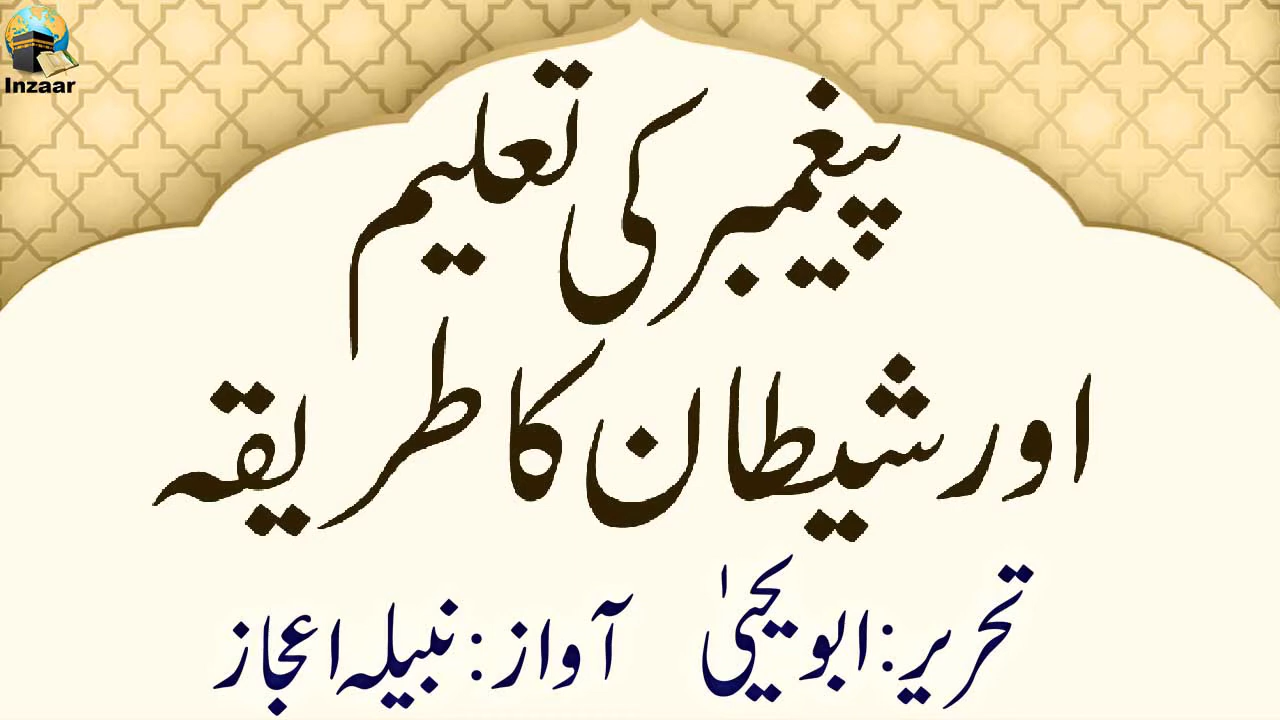 Inzaar
پیغمبر کی تعلیم
اور شیطان کا طریقہ
تحریر: ابو یحییٰ آواز: نبیلہ اعجاز